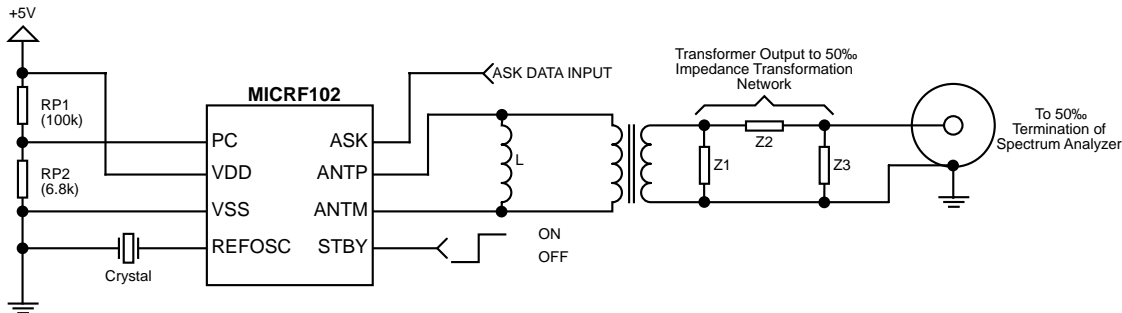 +5V
RP1
(100k)
RP2
(6.8k)
Crystal
MICRF102
PC
VDD
VSS
REFOSC
ASK
ANTP
ANTM
STBY
ASK DATA INPUT
L
ON
OFF
Transformer Output to 50‰
Impedance Transformation
Network
Z1
Z2
Z3
To 50‰
Termination of
Spectrum Analyzer